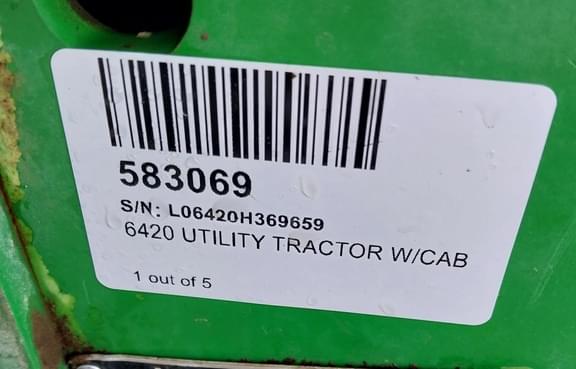 583069
S/N: L06420H369659
6420 UTILITY TRACTOR W/CAB
1 out of 5